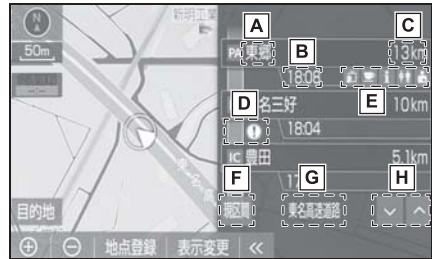 新明工業
A
B
C
N
50m
PA 東郷 13km
18:08
E
D
名三好 10km
18:04
IC 豊田 5.1km
F
G
H
現区間 東名高速道路
目的地
地点登録 表示変更